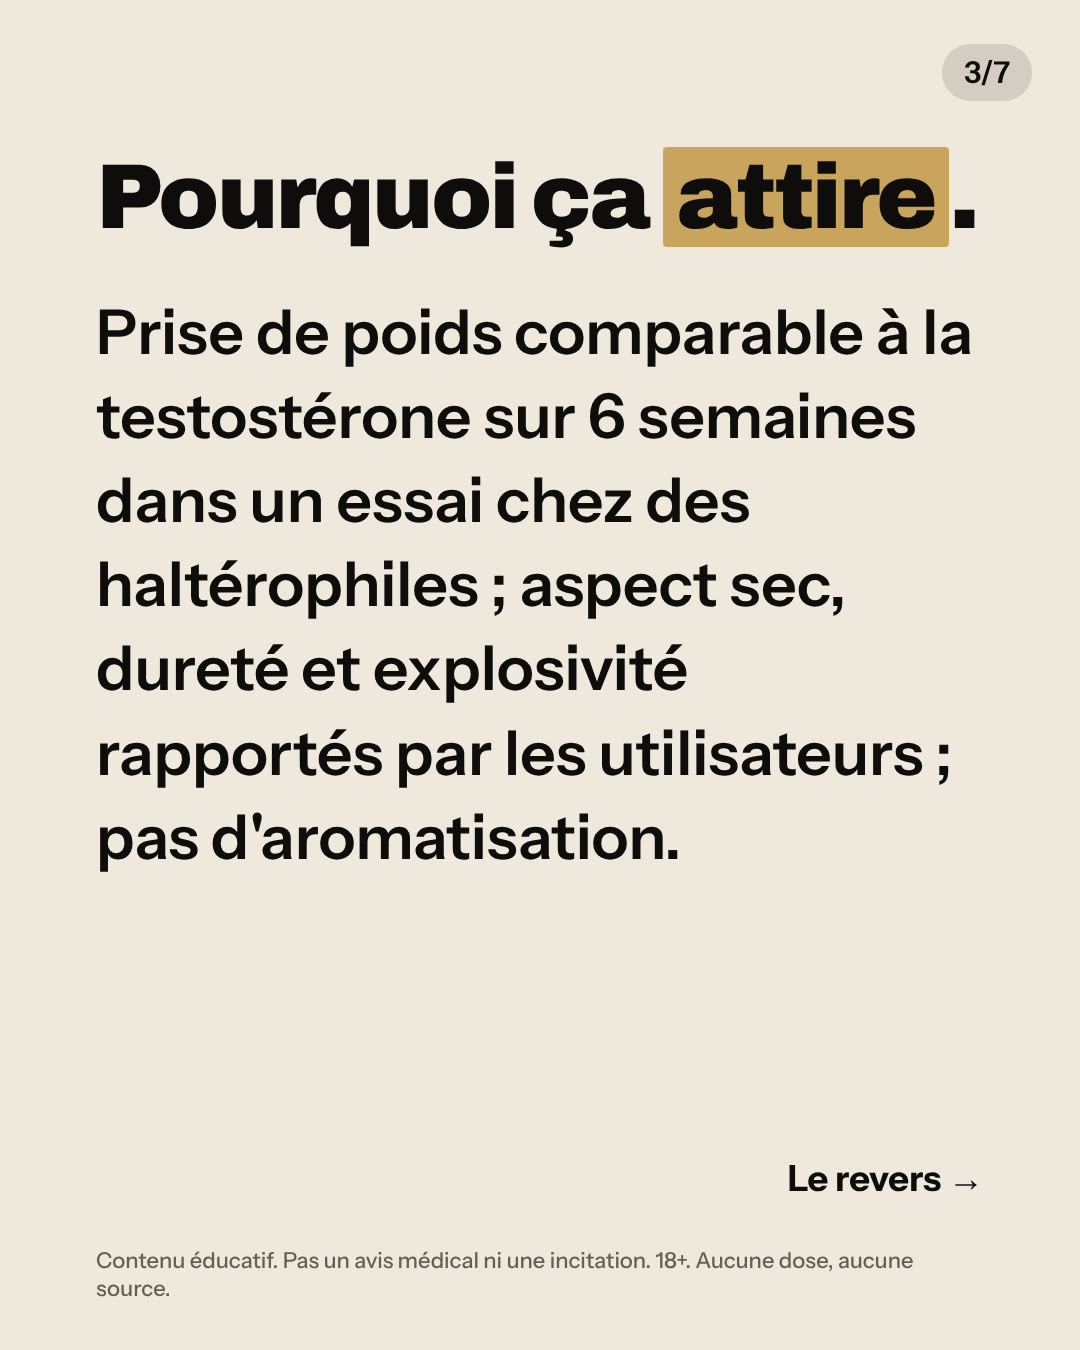 3/7
Pourquoi ça attire.
Prise de poids comparable à la
testostérone sur 6 semaines
dans un essai chez des
haltérophiles ; aspect sec,
dureté et explosivité
rapportés par les utilisateurs ;
pas d'aromatisation.
Le revers →
Contenu éducatif. Pas un avis médical ni une incitation. 18+. Aucune dose, aucune
source.